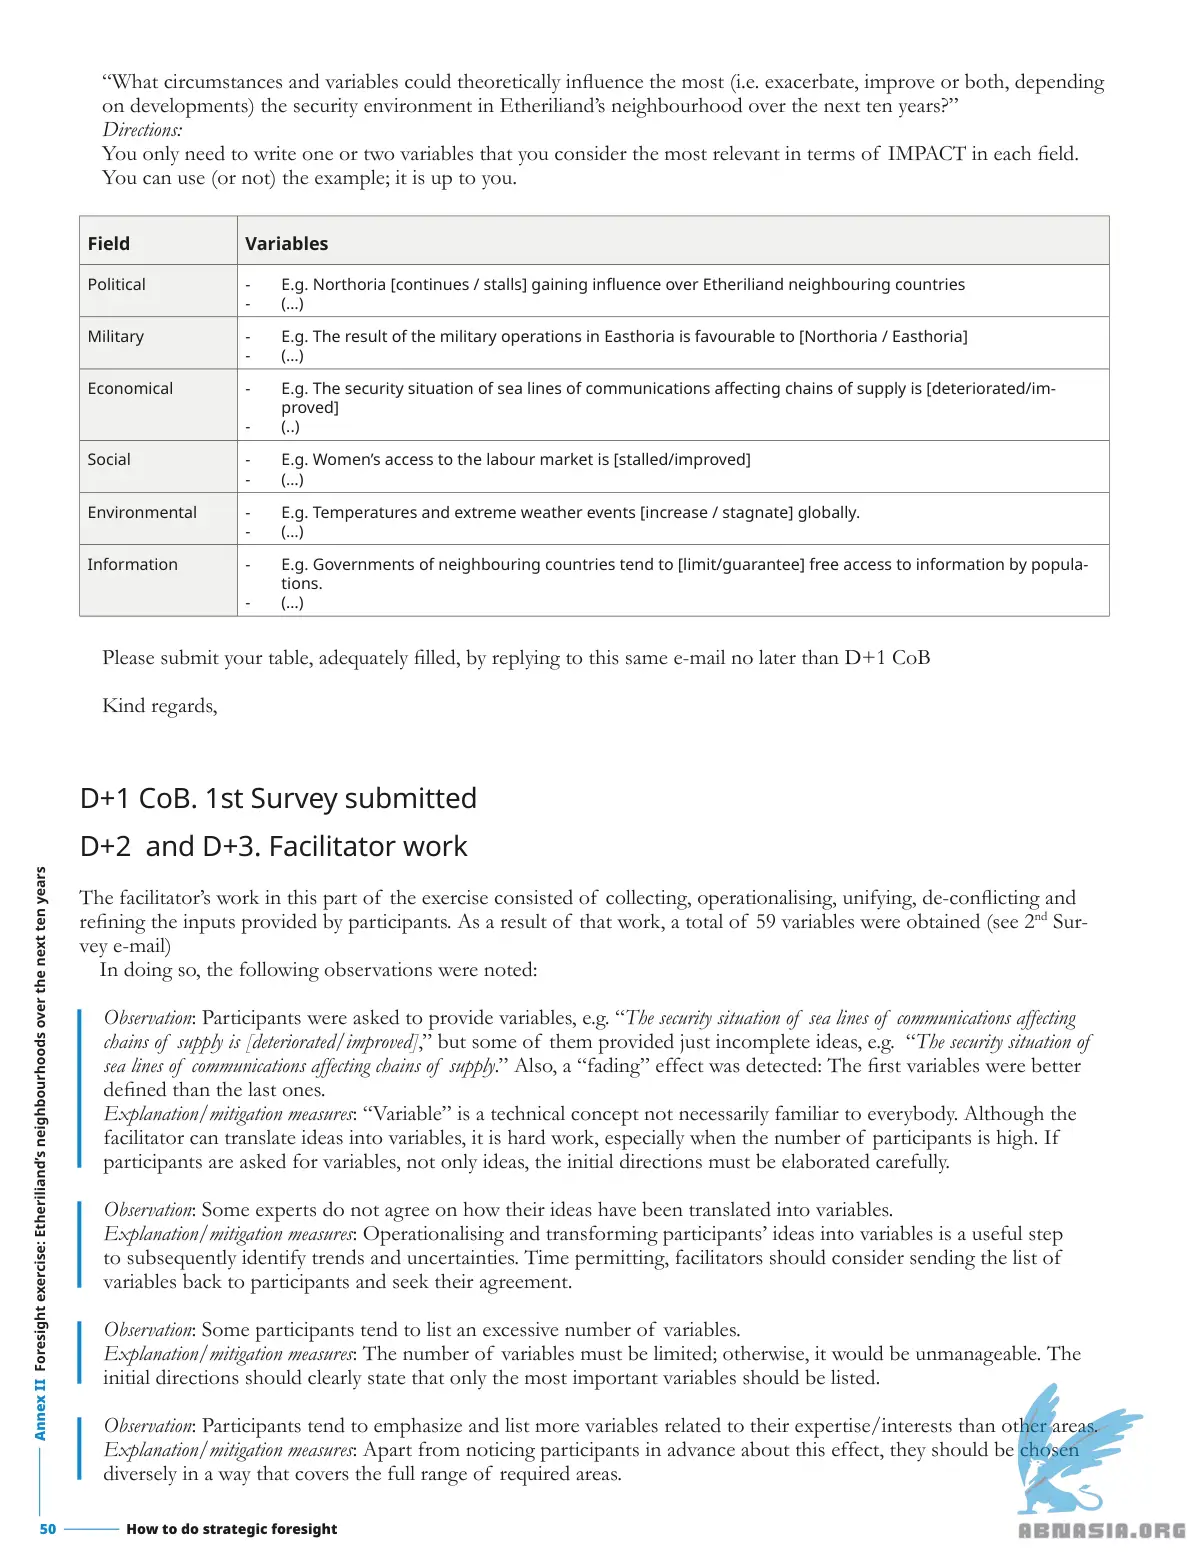 “What circumstances and variables could theoretically influence the most (i.e. exacerbate, improve or both, depending
on developments) the security environment in Etheriliand’s neighbourhood over the next ten years?”
Directions:
You only need to write one or two variables that you consider the most relevant in terms of IMPACT in each field.
You can use (or not) the example; it is up to you.
Field Variables
Political
- E.g. Northoria [continues / stalls] gaining influence over Etheriliand neighbouring countries
- (...)
Military
- E.g. The result of the military operations in Easthoria is favourable to [Northoria / Easthoria]
- (...)
Economical
- E.g. The security situation of sea lines of communications affecting chains of supply is [deteriorated/im-
proved]
- (..)
Social
- E.g. Women’s access to the labour market is [stalled/improved]
- (...)
Environmental
- E.g. Temperatures and extreme weather events [increase / stagnate] globally.
- (...)
Information
- E.g. Governments of neighbouring countries tend to [limit/guarantee] free access to information by popula-
tions.
- (...)
Please submit your table, adequately filled, by replying to this same e-mail no later than D+1 CoB
Kind regards,
D+1 CoB. 1st Survey submitted
D+2 and D+3. Facilitator work
The facilitator’s work in this part of the exercise consisted of collecting, operationalising, unifying, de-conflicting and
refining the inputs provided by participants. As a result of that work, a total of 59 variables were obtained (see 2nd Sur-
vey e-mail)
In doing so, the following observations were noted:
Observation: Participants were asked to provide variables, e.g. “The security situation of sea lines of communications affecting
chains of supply is [deteriorated/improved],” but some of them provided just incomplete ideas, e.g. “The security situation of
sea lines of communications affecting chains of supply.” Also, a “fading” effect was detected: The first variables were better
defined than the last ones.
Explanation/mitigation measures: “Variable” is a technical concept not necessarily familiar to everybody. Although the
facilitator can translate ideas into variables, it is hard work, especially when the number of participants is high. If
participants are asked for variables, not only ideas, the initial directions must be elaborated carefully.
Observation: Some experts do not agree on how their ideas have been translated into variables.
Explanation/mitigation measures: Operationalising and transforming participants’ ideas into variables is a useful step
to subsequently identify trends and uncertainties. Time permitting, facilitators should consider sending the list of
variables back to participants and seek their agreement.
Observation: Some participants tend to list an excessive number of variables.
Explanation/mitigation measures: The number of variables must be limited; otherwise, it would be unmanageable. The
initial directions should clearly state that only the most important variables should be listed.
Observation: Participants tend to emphasize and list more variables related to their expertise/interests than other areas.
Explanation/mitigation measures: Apart from noticing participants in advance about this effect, they should be chosen
diversely in a way that covers the full range of required areas.
Annex II Foresight exercise: Etheriliand’s neighbourhoods over the next ten years
50 How to do strategic foresight
ABNASIA.ORG